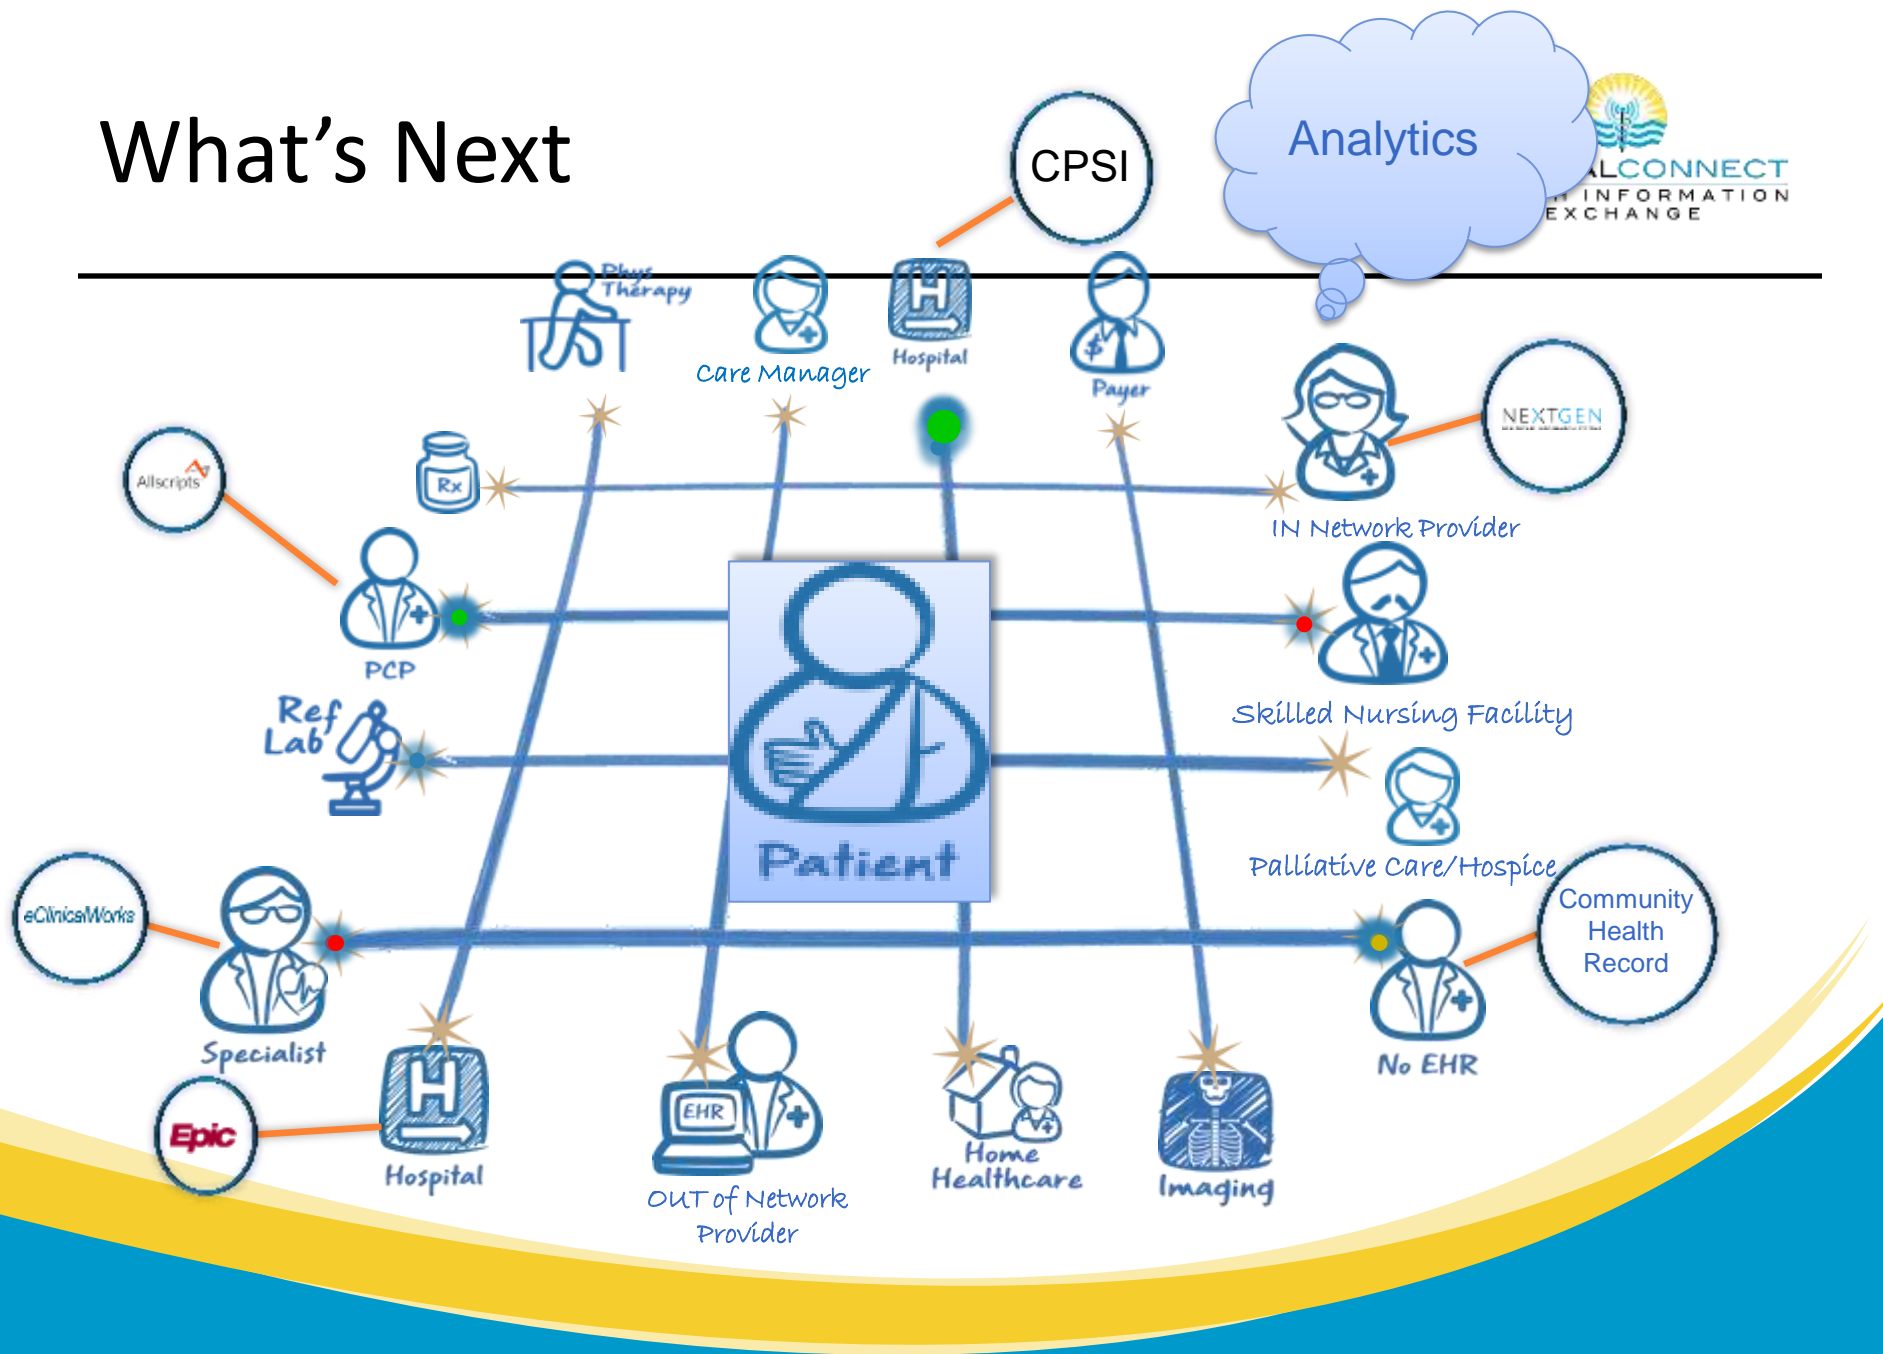 What's Next
CPSI
Analytics
ALCONNECT
INFORMATION
EXCHANGE
Phys
Therapy
Care Manager
H
Hospital
$
Payer
NEXTGEN
Allscripts
Rx
IN Network Provider
PCP
Ref
Lab
Skilled Nursing Facility
Patient
Palliative Care/Hospice
eClinicalWorks
Community
Health
Record
Specialist
No EHR
Epic
H
Hospital
EHR
OUT of Network
Provider
Home
Healthcare
Imaging